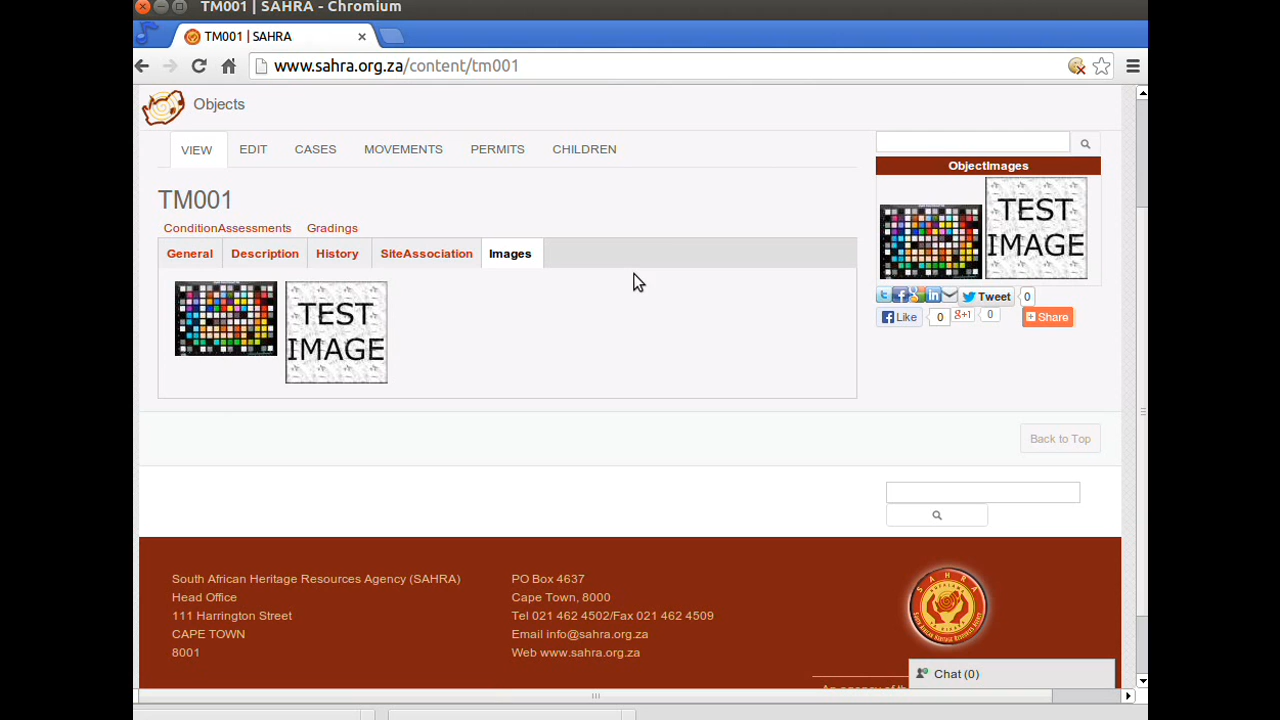 TM001 | SAHRA - Chromium
TM001 | SAHRA
www.sahra.org.za/content/tm001
Objects
VIEW EDIT CASES MOVEMENTS PERMITS CHILDREN
TM001
ConditionAssessments Gradings
General Description History SiteAssociation Images
TEST
IMAGE
ObjectImages
TEST
IMAGE
Tweet 0
Like 0 g+1 0 Share
Back to Top
South African Heritage Resources Agency (SAHRA)
Head Office
111 Harrington Street
CAPE TOWN
8001
PO Box 4637
Cape Town, 8000
Tel 021 462 4502/Fax 021 462 4509
Email info@sahra.org.za
Web www.sahra.org.za
SAHRA
Chat (0)